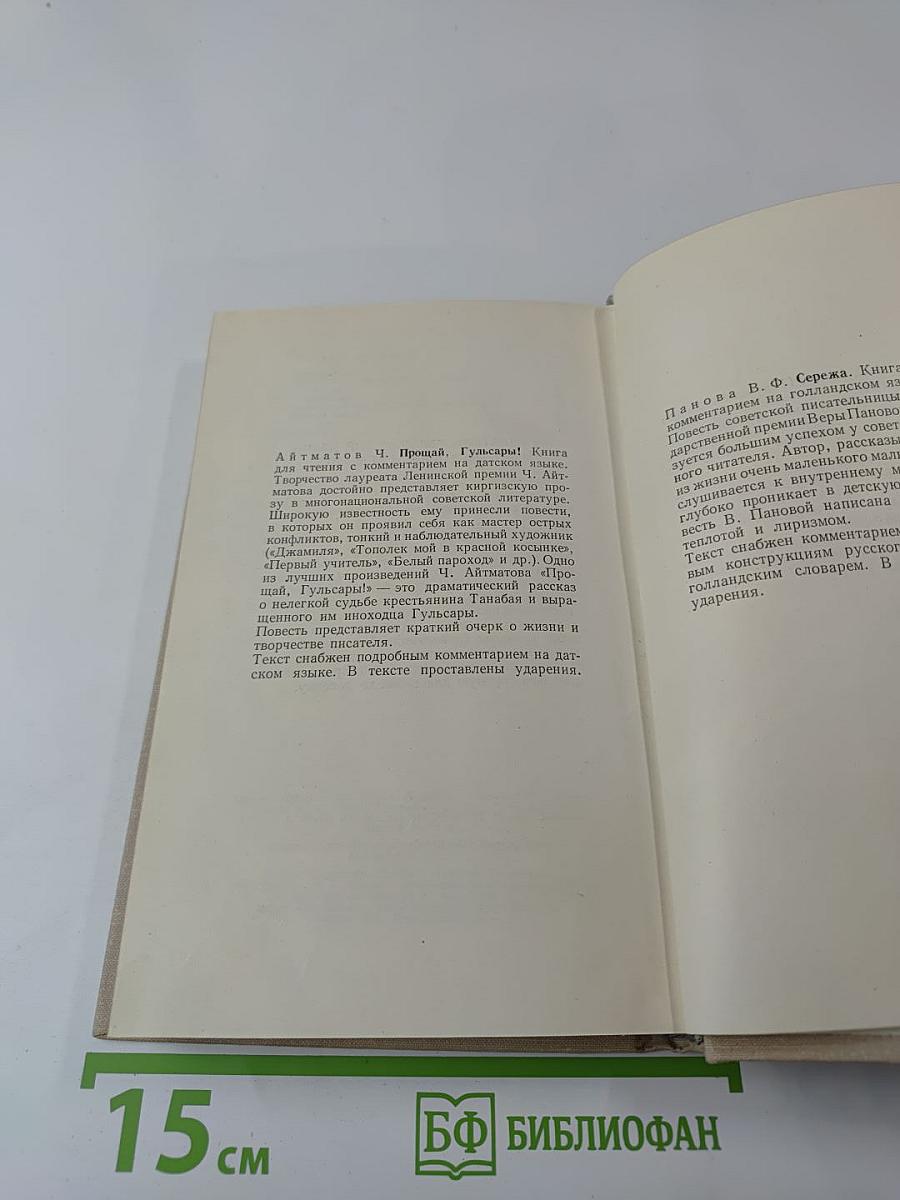 Айтматов Ч. Прощай, Гульсары! Книга
для чтения с комментарием на датском языке.
Творчество лауреата Ленинской премии Ч. Айт-
матова достойно представляет киргизскую про-
зу в многонациональной советской литературе.
Широкую известность ему принесли повести,
в которых он проявил себя как мастер острых
конфликтов, тонкий и наблюдательный художник
(«Джамиля», «Тополек мой в красной косынке»,
«Первый учитель», «Белый пароход» и др.). Одно
из лучших произведений Ч. Айтматова «Про-
щай, Гульсары!» — это драматический рассказ
о нелегкой судьбе крестьянина Танабая и выра-
щенного им иноходца Гульсары.
Повесть представляет краткий очерк о жизни и
творчестве писателя.
Текст снабжен подробным комментарием на дат-
ском языке. В тексте проставлены ударения.
Панова В. Ф. Сережа. Книга
комментарием на голландском яз
Повесть советской писательницы
дарственной премии Веры Паново
зуется большим успехом у совет
ного читателя. Автор, рассказы
из жизни очень маленького мал
слушивается к внутреннему м
глубоко проникает в детскую
весть В. Пановой написана
теплотой и лиризмом.
Текст снабжен комментарием
вым конструкциям русского
голландским словарем. В
ударения.
15 см
БФ БИБЛИОФАН